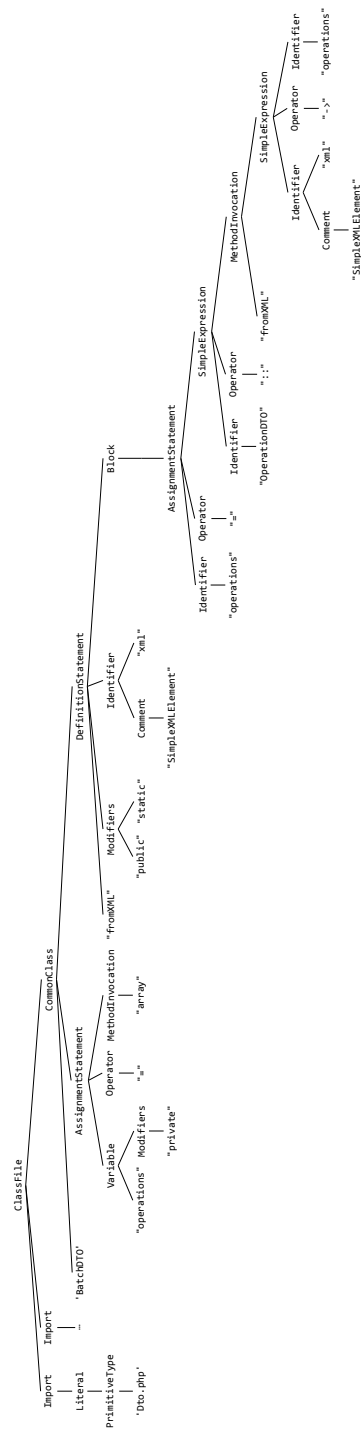 ClassFile
Import Import CommonClass
Literal … 'BatchDTO' AssignmentStatement DefinitionStatement
PrimitiveType Variable Operator MethodInvocation "fromXML" Modifiers Identifier Block
'Dto.php' "operations" Modifiers "=" "array" "public" "static" Comment "xml"
"private" "SimpleXMLElement" AssignmentStatement
Identifier Operator SimpleExpression
"operations" "=" Identifier Operator MethodInvocation
"OperationDTO" "::" "fromXML" SimpleExpression
Identifier Operator Identifier
Comment "xml" "->" "operations"
"SimpleXMLElement"